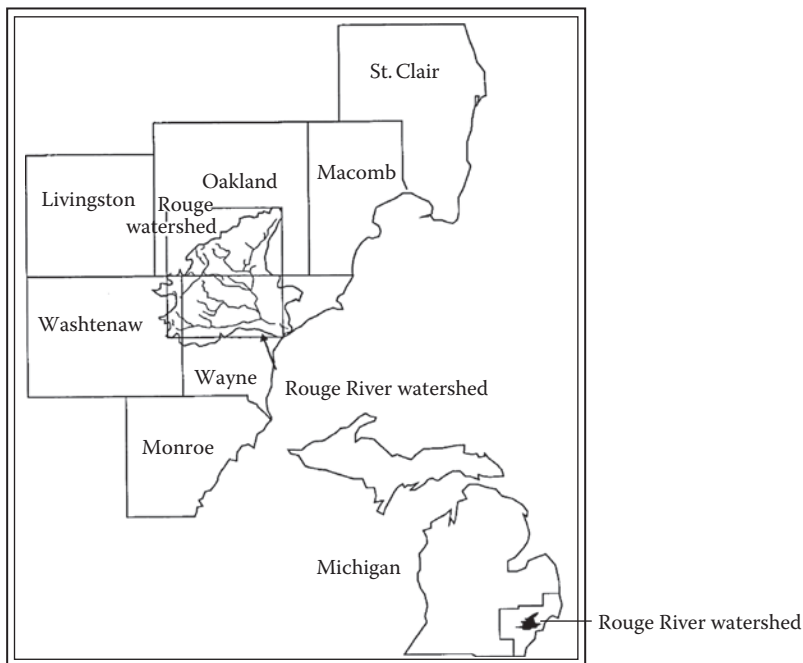 St. Clair
Macomb
Oakland
Livingston
Rouge
watershed
Washtenaw
Wayne
Rouge River watershed
Monroe
Michigan
Rouge River watershed